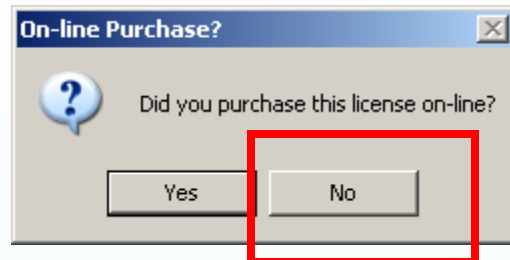 On-line Purchase?
Did you purchase this license on-line?
Yes No